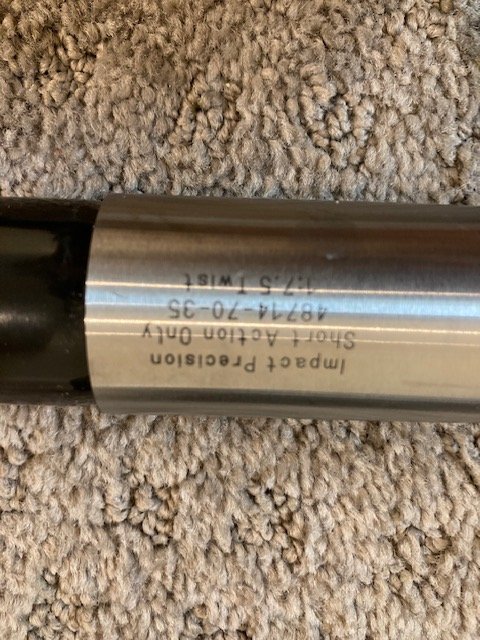 Impact Precision
Short Action Only
48714-70-35
1:7.5 Twist